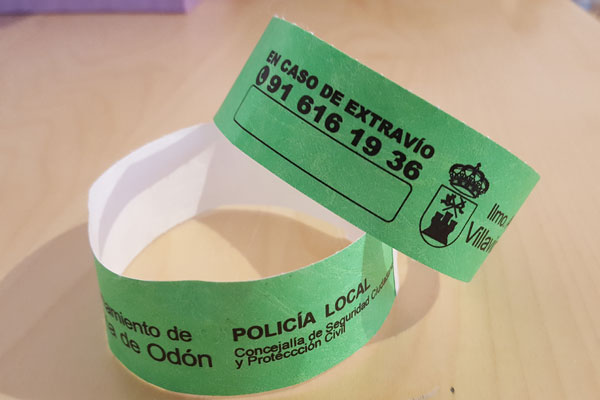 EN CASO DE EXTRAVÍO
91 616 19 36
Ilmo.
Villav
amiento de
a de Odón
POLICÍA LOCAL
Concejalía de Seguridad Ciudadana
y Proteccción Civil